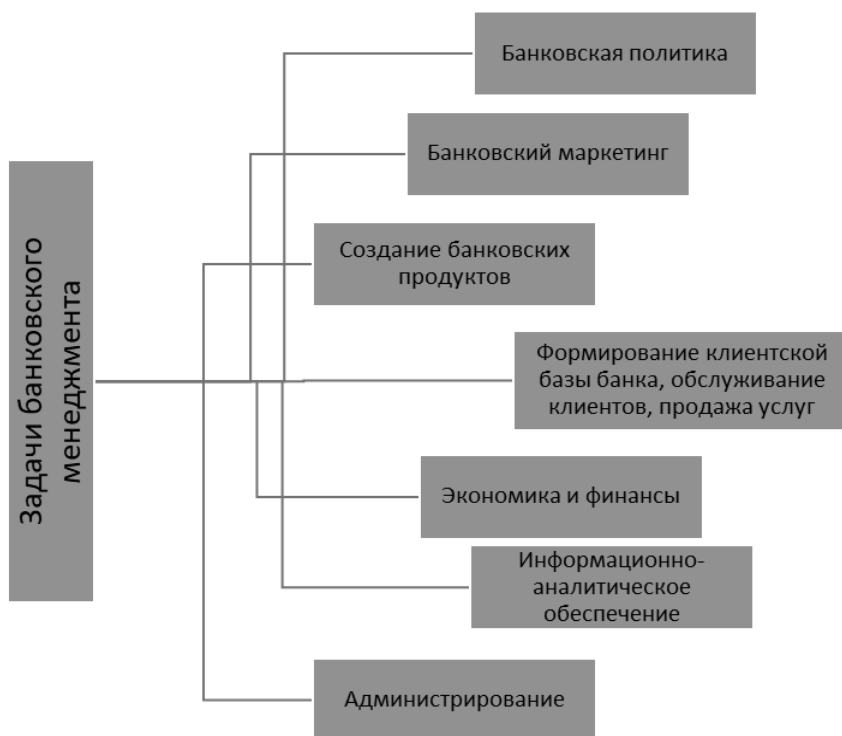 Задачи банковского
менеджмента
Банковская политика
Банковский маркетинг
Создание банковских
продуктов
Формирование клиентской
базы банка, обслуживание
клиентов, продажа услуг
Экономика и финансы
Информационно-
аналитическое
обеспечение
Администрирование